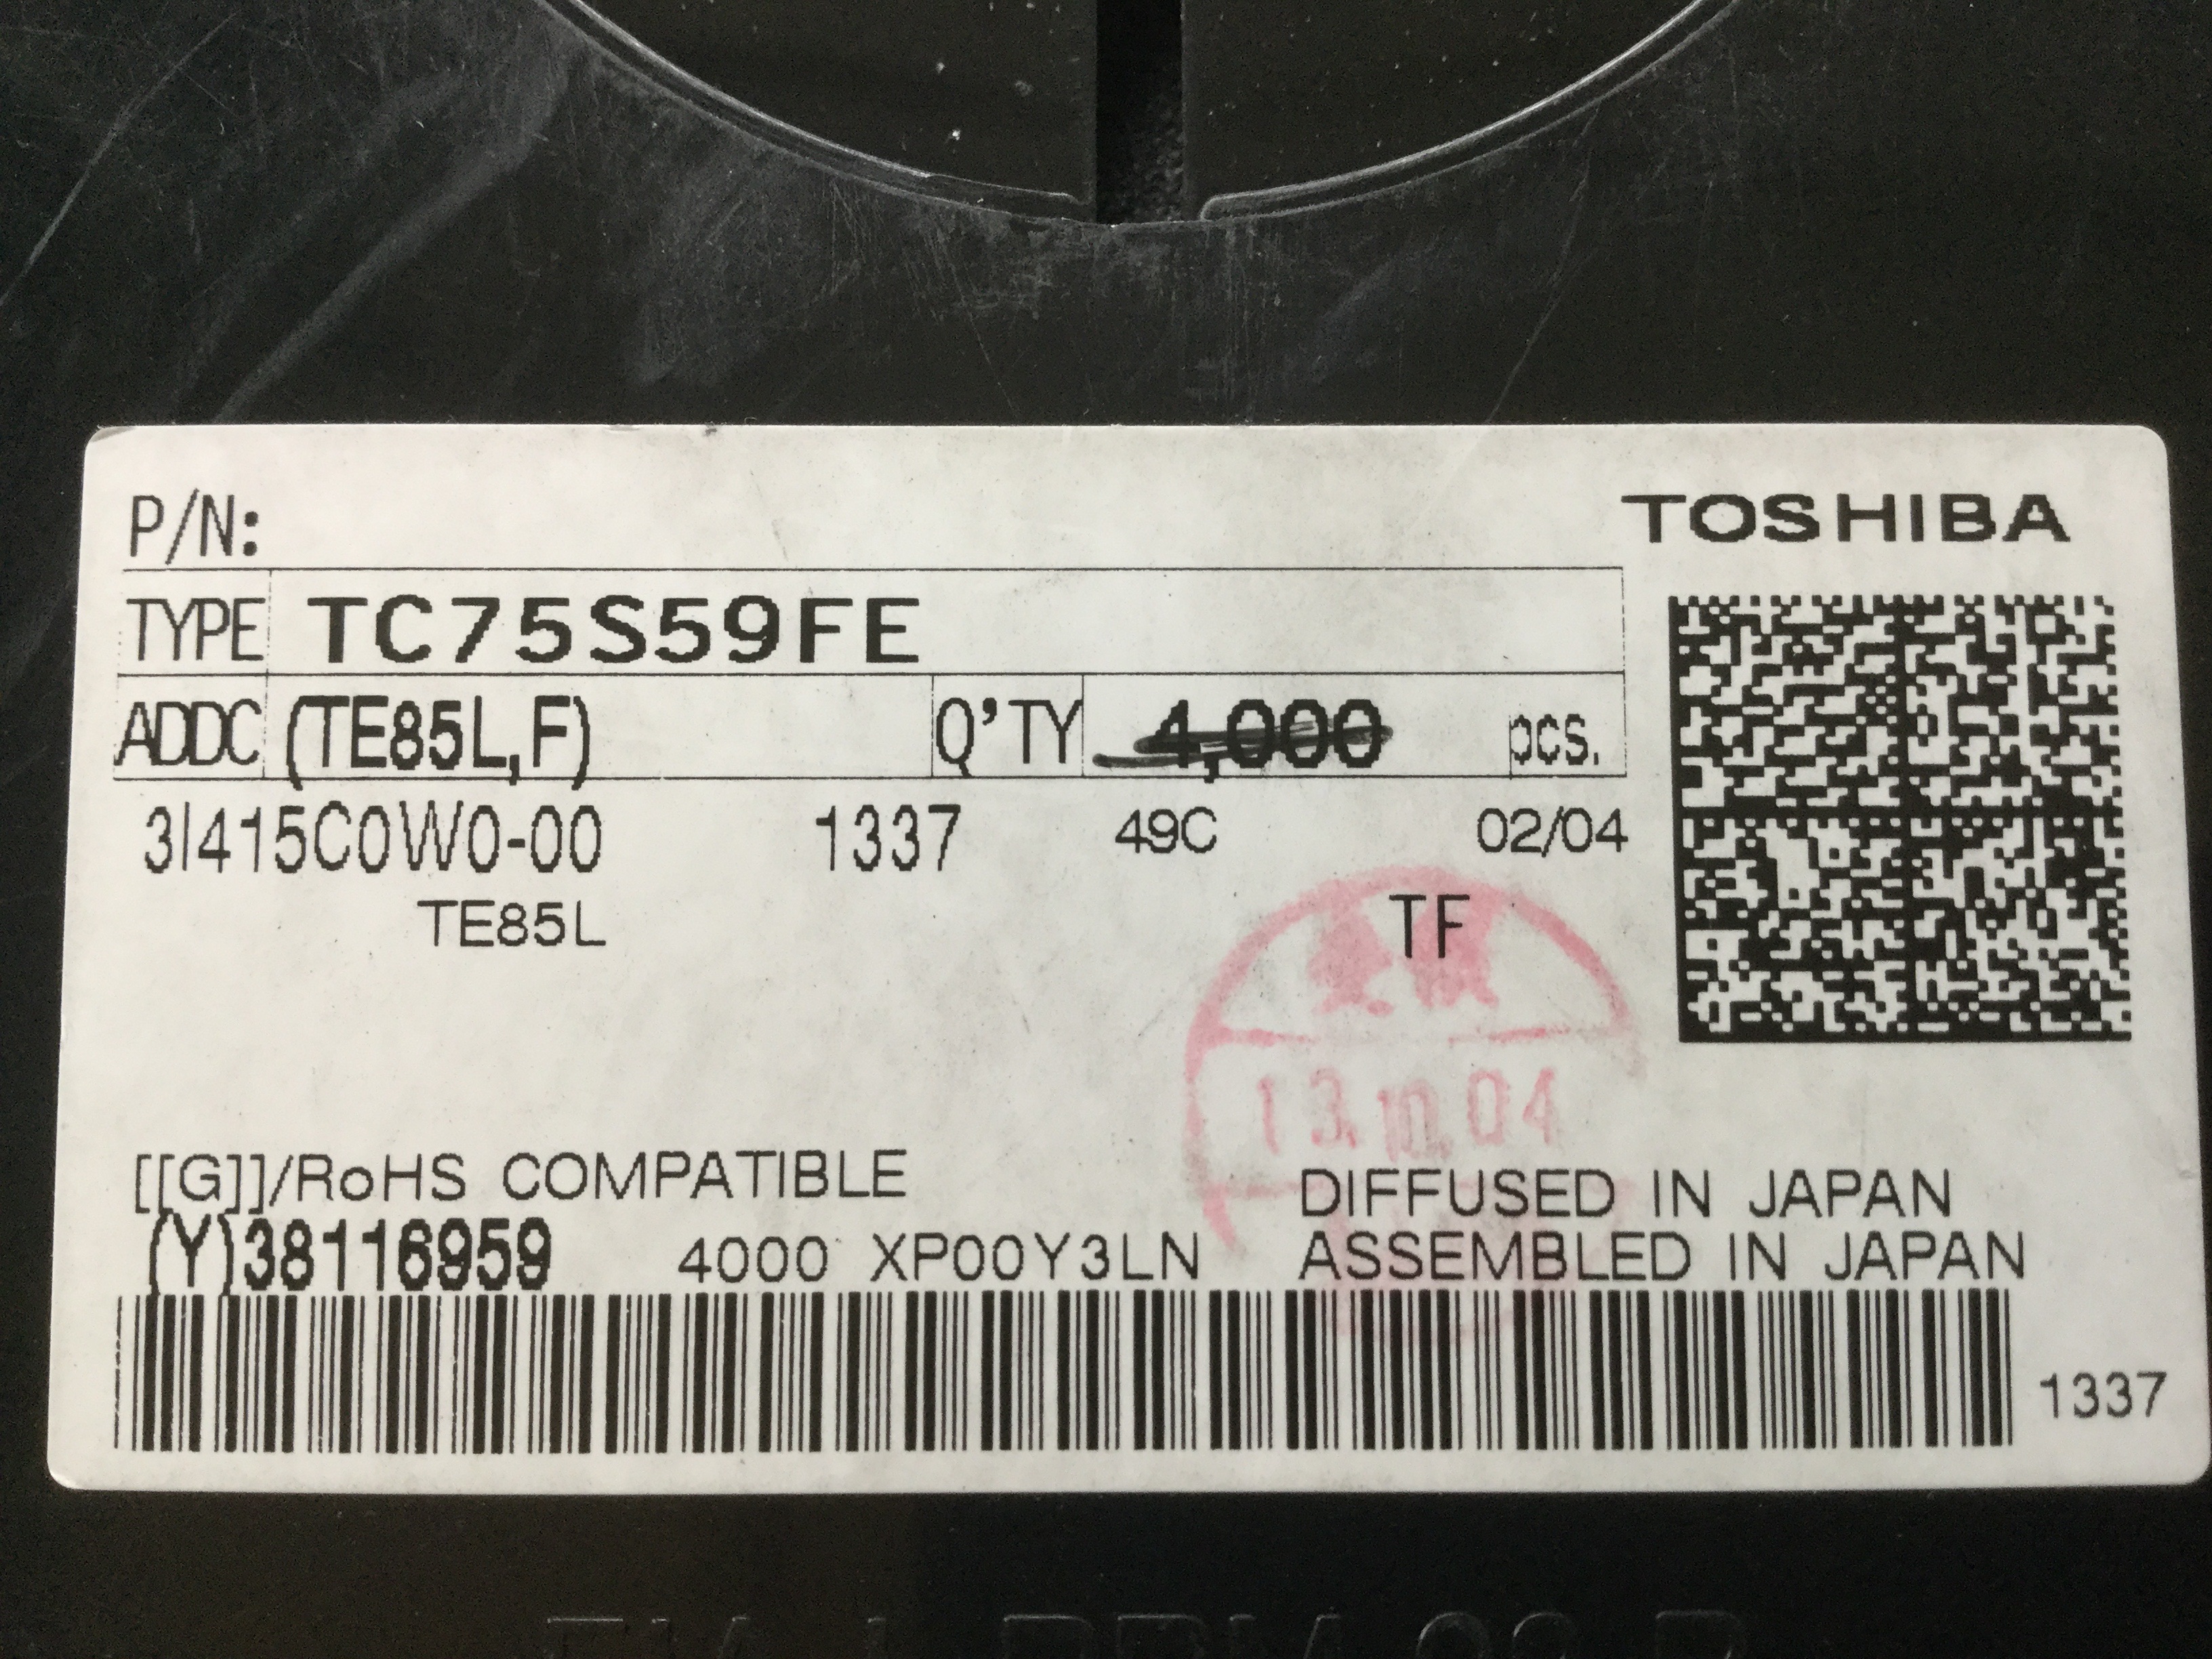 P/N:
TOSHIBA
TYPE TC75S59FE
ADDC (TE85L,F) Q'TY 4,000 pcs.
3I415C0W0-00 1337 49C 02/04
TE85L TF
13.10.04
[[G]]/RoHS COMPATIBLE
DIFFUSED IN JAPAN
(Y)38116959 4000 XP00Y3LN
ASSEMBLED IN JAPAN
1337